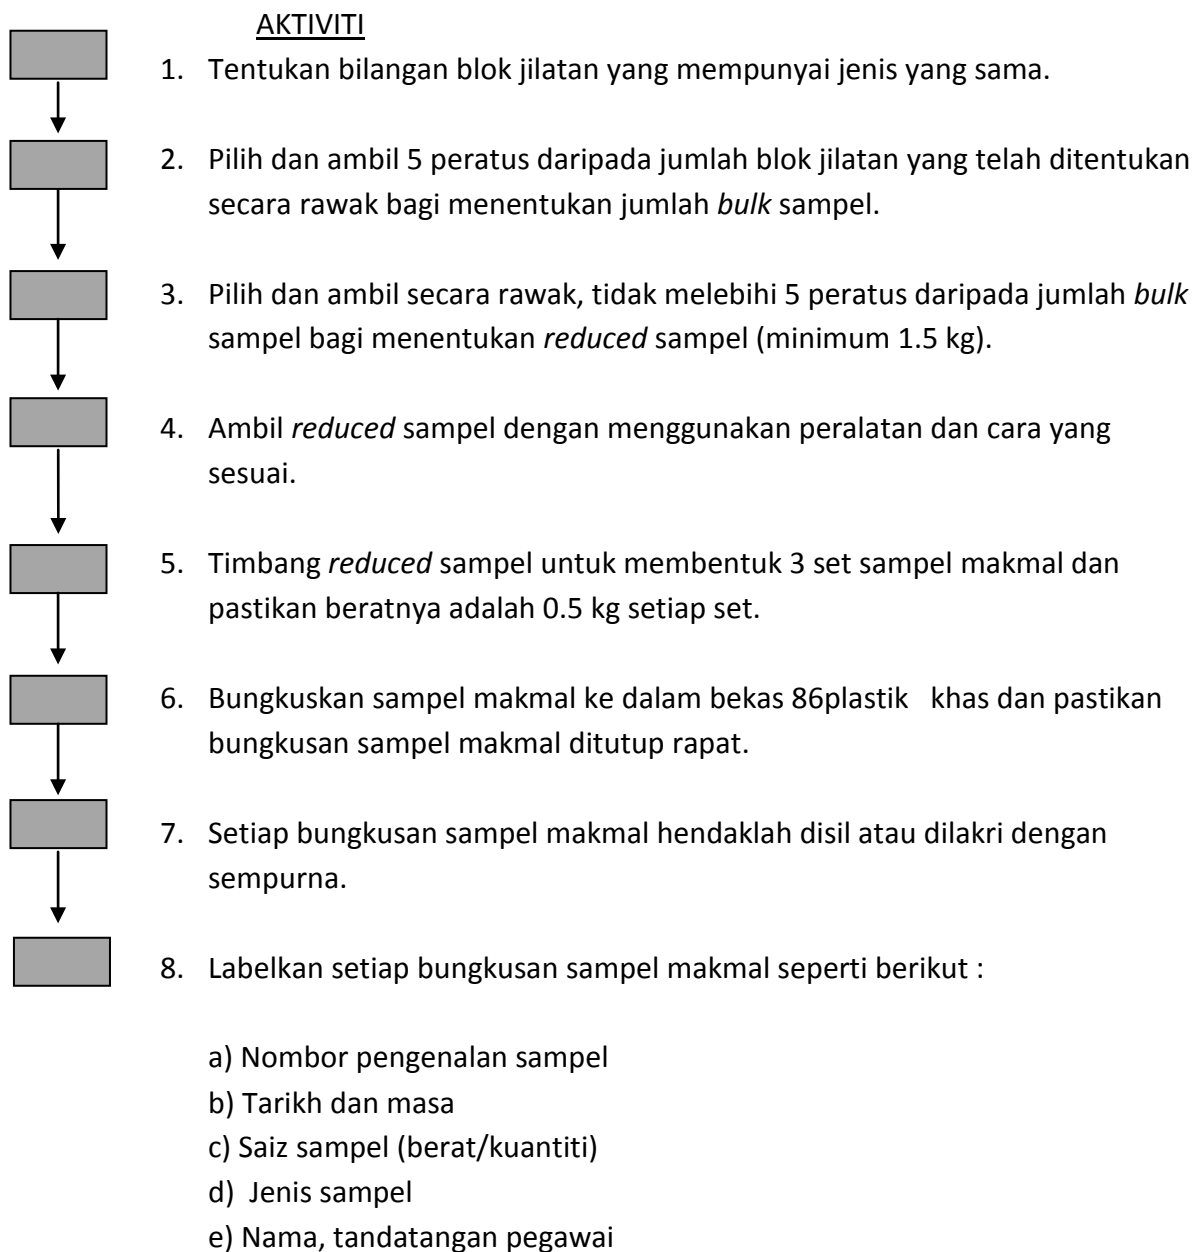 AKTIVITI
1. Tentukan bilangan blok jilatan yang mempunyai jenis yang sama.
2. Pilih dan ambil 5 peratus daripada jumlah blok jilatan yang telah ditentukan
secara rawak bagi menentukan jumlah bulk sampel.
3. Pilih dan ambil secara rawak, tidak melebihi 5 peratus daripada jumlah bulk
sampel bagi menentukan reduced sampel (minimum 1.5 kg).
4. Ambil reduced sampel dengan menggunakan peralatan dan cara yang
sesuai.
5. Timbang reduced sampel untuk membentuk 3 set sampel makmal dan
pastikan beratnya adalah 0.5 kg setiap set.
6. Bungkuskan sampel makmal ke dalam bekas 86plastik khas dan pastikan
bungkusan sampel makmal ditutup rapat.
7. Setiap bungkusan sampel makmal hendaklah disil atau dilakri dengan
sempurna.
8. Labelkan setiap bungkusan sampel makmal seperti berikut :
a) Nombor pengenalan sampel
b) Tarikh dan masa
c) Saiz sampel (berat/kuantiti)
d) Jenis sampel
e) Nama, tandatangan pegawai